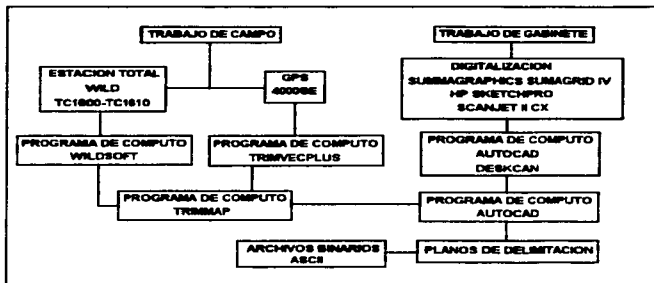 TRABAJO DE CAMPO
TRABAJO DE GABINETE
ESTACION TOTAL
WILD
TC1600-TC1610
GPS
4000SE
DIGITALIZACION
SUMMAGRAPHICS SUMAGRID IV
HP SKETCHPRO
SCANJET II CX
PROGRAMA DE COMPUTO
WILDSOFT
PROGRAMA DE COMPUTO
TRIMVECPLUS
PROGRAMA DE COMPUTO
AUTOCAD
DESKCAN
PROGRAMA DE COMPUTO
TRIMMAP
PROGRAMA DE COMPUTO
AUTOCAD
ARCHIVOS BINARIOS
ASCII
PLANOS DE DELIMITACION